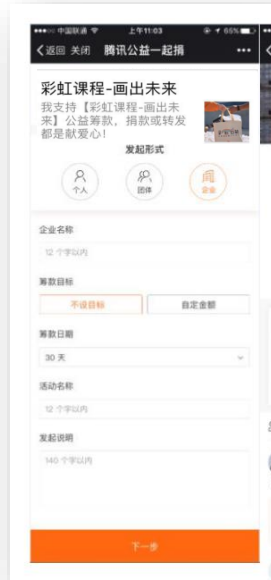 中国联通
上午11:03
65%
返回 关闭 腾讯公益一起捐
彩虹课程-画出未来
我支持【彩虹课程-画出未
来】公益筹款，捐款或转发
都是献爱心！
发起形式
个人 团体 企业
企业名称
12 个字以内
筹款目标
不设目标 自定金额
筹款日期
30 天
活动名称
12 个字以内
发起说明
140 个字以内
下一步